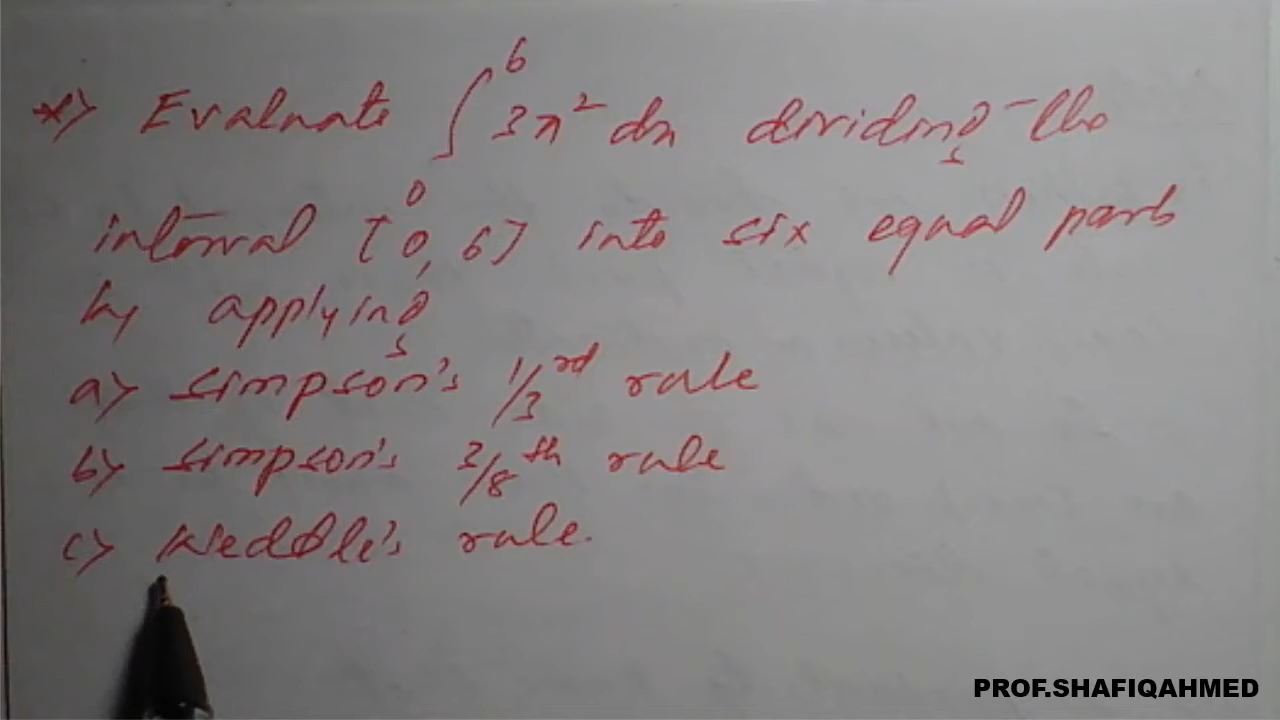 *> Evaluate ∫₀⁶ 3x² dx dividing the
interval [0, 6] into six equal parts
by applying
a> Simpson's 1/3rd rule
b> Simpson's 3/8th rule
c> Weddle's rule.
PROF.SHAFIQAHMED